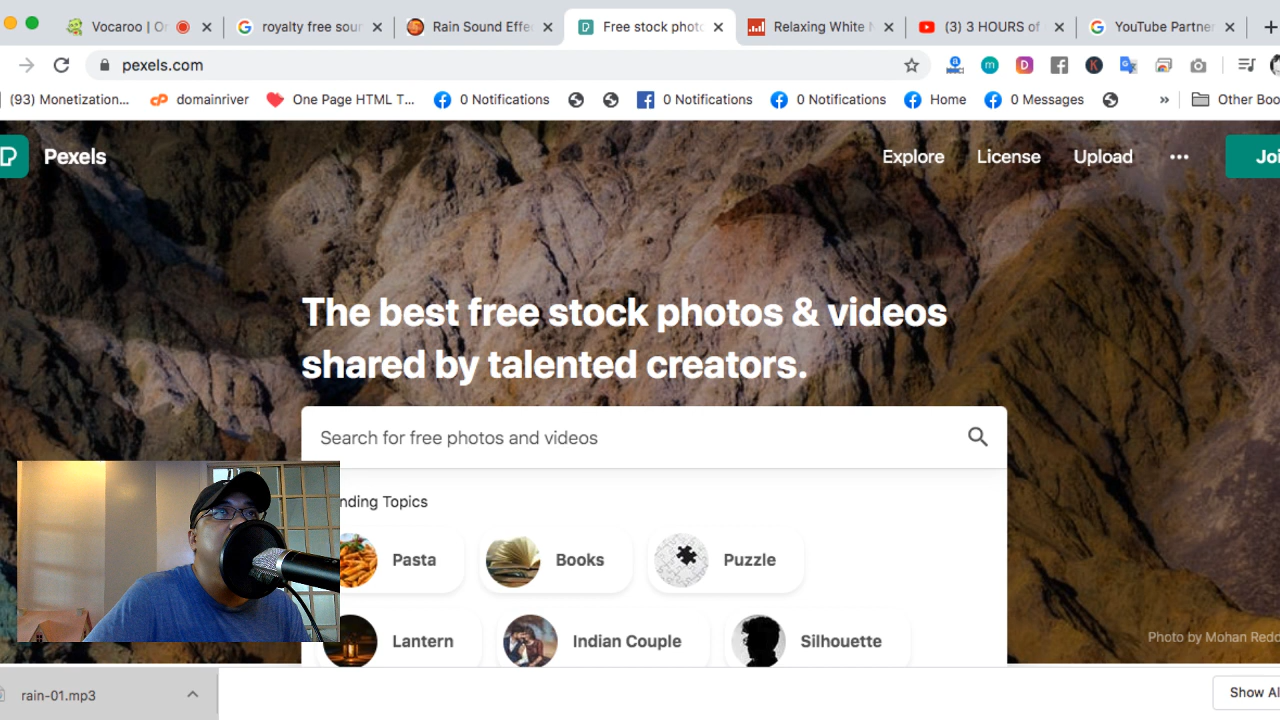 Vocaroo | O
royalty free sour
Rain Sound Effe
Free stock photo
Relaxing White N
(3) 3 HOURS of
YouTube Partner
pexels.com
(93) Monetization...
domainriver
One Page HTML T...
0 Notifications
0 Notifications
0 Notifications
Home
0 Messages
»
Other Boo
Pexels
Explore
License
Upload
Joi
The best free stock photos & videos
shared by talented creators.
Search for free photos and videos
nding Topics
Pasta
Books
Puzzle
Lantern
Indian Couple
Silhouette
Photo by Mohan Redd
rain-01.mp3
Show Al